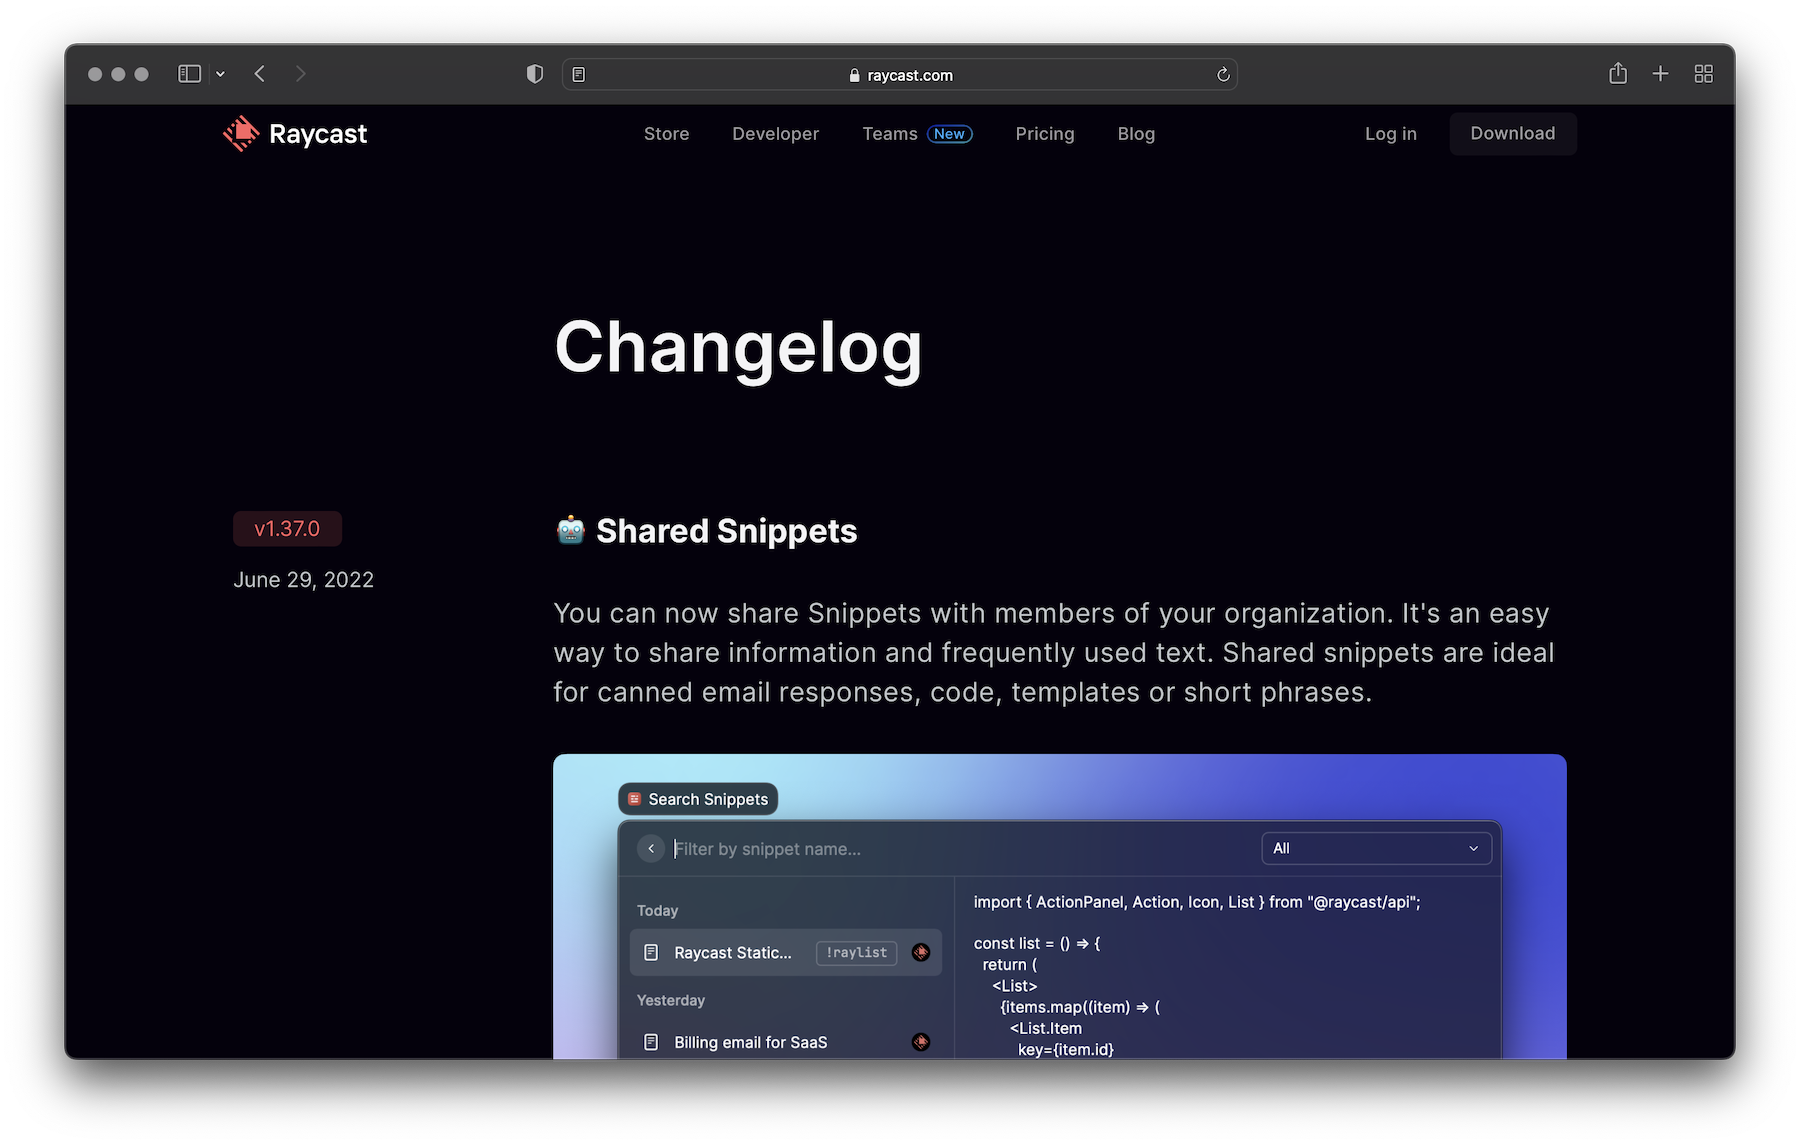 raycast.com
Raycast
Store Developer Teams New Pricing Blog
Log in Download
Changelog
v1.37.0
June 29, 2022
🤖 Shared Snippets
You can now share Snippets with members of your organization. It's an easy
way to share information and frequently used text. Shared snippets are ideal
for canned email responses, code, templates or short phrases.
Search Snippets
Filter by snippet name...
All
Today
Raycast Static... !raylist
Yesterday
Billing email for SaaS
import { ActionPanel, Action, Icon, List } from "@raycast/api";
const list = () => {
return (
<List>
{items.map((item) => (
<List.Item
key={item.id}